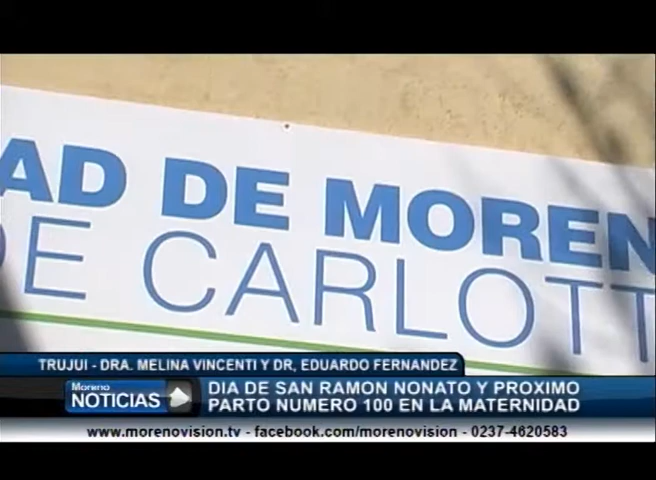 AD DE MOREN
DE CARLOTT
TRUJUI - DRA. MELINA VINCENTI Y DR, EDUARDO FERNANDEZ
Moreno
NOTICIAS
DIA DE SAN RAMON NONATO Y PROXIMO
PARTO NUMERO 100 EN LA MATERNIDAD
www.morenovision.tv - facebook.com/morenovision - 0237-4620583